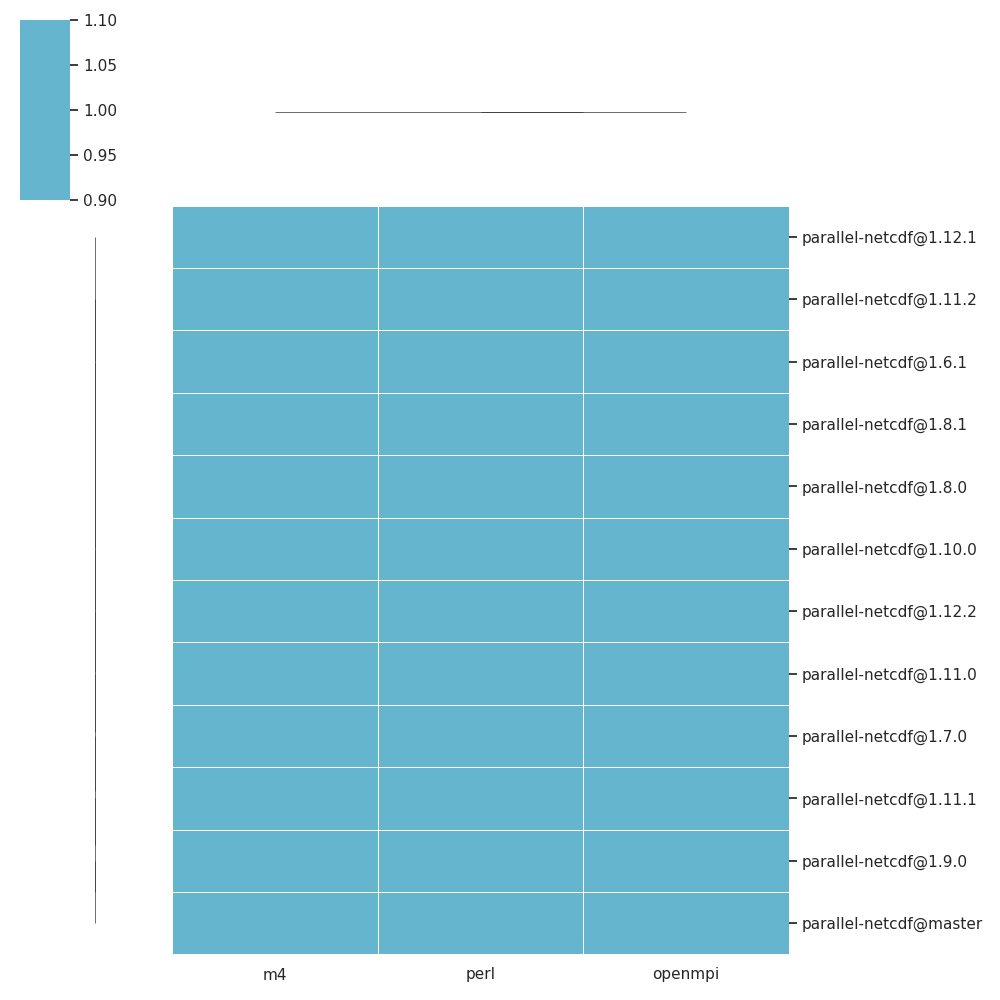 1.10
1.05
1.00
0.95
0.90
parallel-netcdf@1.12.1
parallel-netcdf@1.11.2
parallel-netcdf@1.6.1
parallel-netcdf@1.8.1
parallel-netcdf@1.8.0
parallel-netcdf@1.10.0
parallel-netcdf@1.12.2
parallel-netcdf@1.11.0
parallel-netcdf@1.7.0
parallel-netcdf@1.11.1
parallel-netcdf@1.9.0
parallel-netcdf@master
m4 perl openmpi